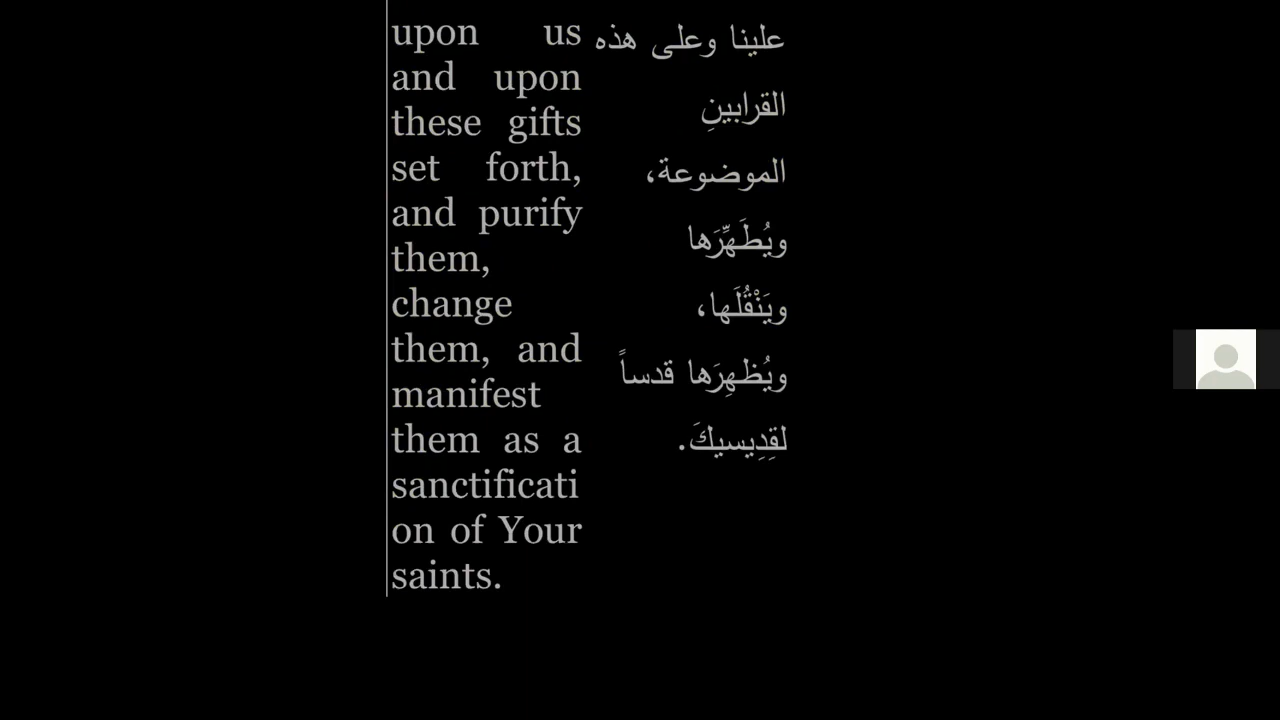 upon us
and upon
these gifts
set forth,
and purify
them,
change
them, and
manifest
them as a
sanctificati
on of Your
saints.
علينا وعلى هذه
القرابينِ
الموضوعة،
ويُطَهِّرَها
ويَنْقُلَها،
ويُظهِرَها قدساً
لقِدِيسيكَ.